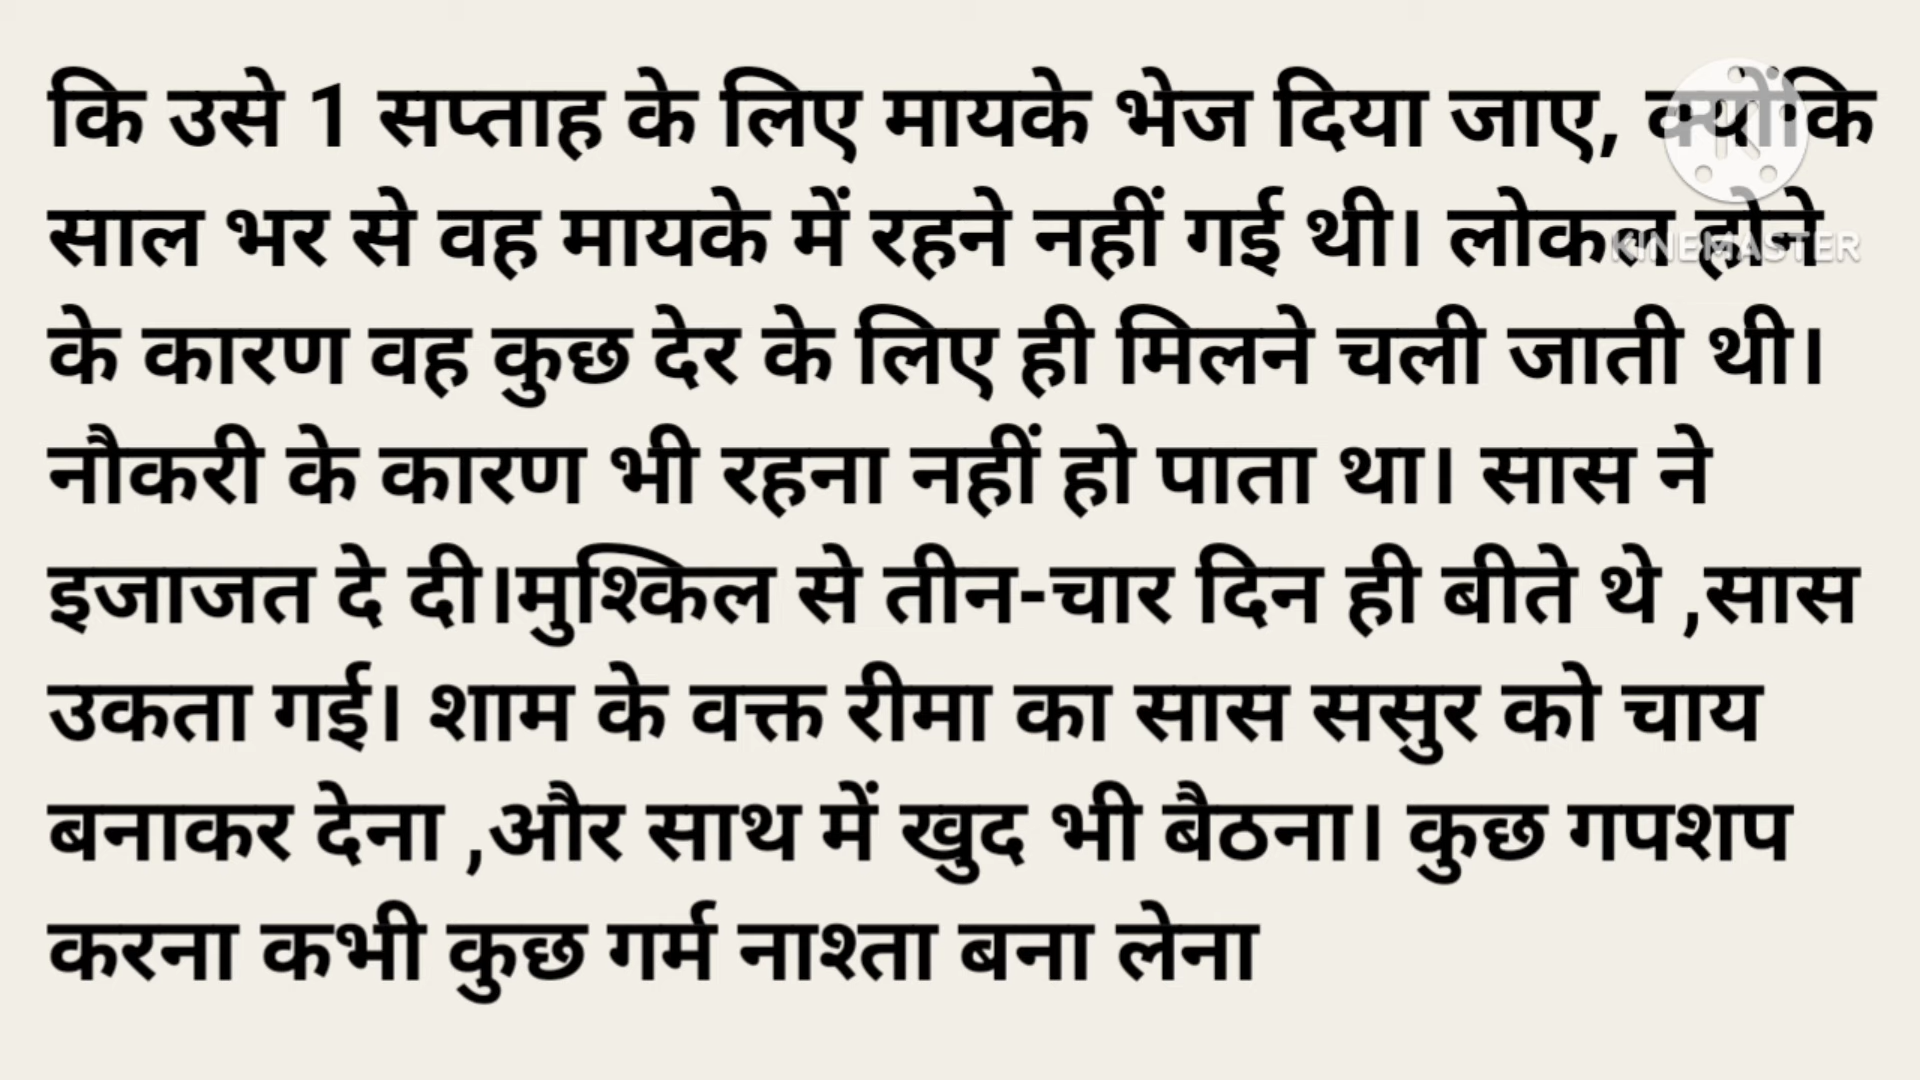 कि उसे 1 सप्ताह के लिए मायके भेज दिया जाए, क्योंकि
साल भर से वह मायके में रहने नहीं गई थी। लोकल होने
के कारण वह कुछ देर के लिए ही मिलने चली जाती थी।
नौकरी के कारण भी रहना नहीं हो पाता था। सास ने
इजाजत दे दी।मुश्किल से तीन-चार दिन ही बीते थे ,सास
उकता गई। शाम के वक्त रीमा का सास ससुर को चाय
बनाकर देना ,और साथ में खुद भी बैठना। कुछ गपशप
करना कभी कुछ गर्म नाश्ता बना लेना
K
KINEMASTER